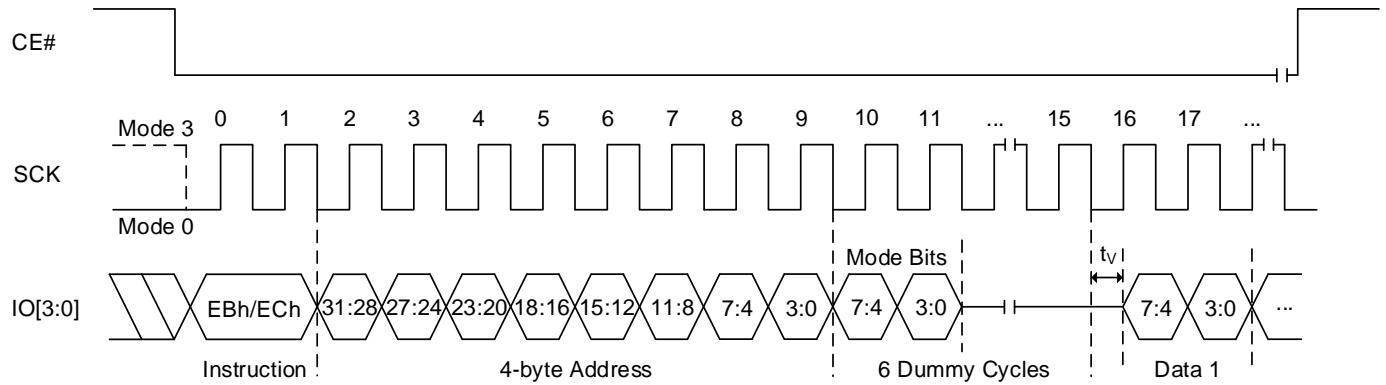 CE#
Mode 3
0 1 2 3 4 5 6 7 8 9 10 11 ... 15 16 17 ...
SCK
Mode 0
Mode Bits
tV
IO[3:0]
EBh/ECh 31:28 27:24 23:20 18:16 15:12 11:8 7:4 3:0 7:4 3:0 7:4 3:0 ...
Instruction 4-byte Address 6 Dummy Cycles Data 1